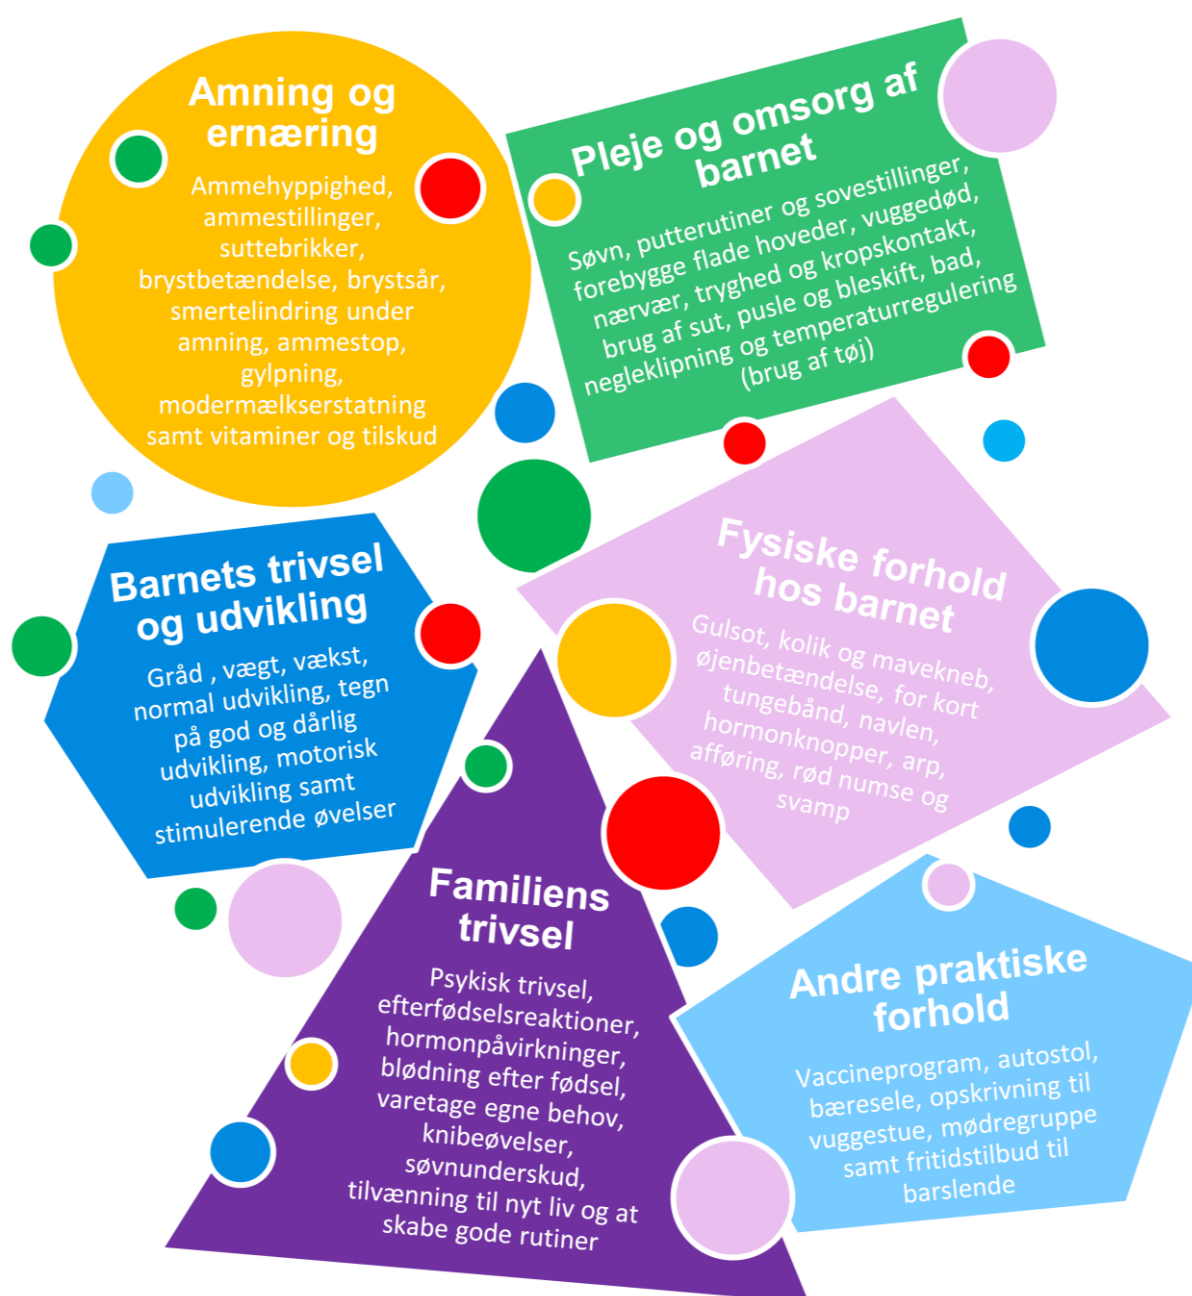 Amning og
ernæring
Ammehyppighed,
ammestillinger,
suttebrikker,
brystbetændelse, brystsår,
smertelindring under
amning, ammestop,
gylpning,
modermælkserstatning
samt vitaminer og tilskud
Pleje og omsorg af
barnet
Søvn, putterutiner og sovestillinger,
forebygge flade hoveder, vuggedød,
nærvær, tryghed og kropskontakt,
brug af sut, pusle og bleskift, bad,
negleklipning og temperaturregulering
(brug af tøj)
Barnets trivsel
og udvikling
Gråd , vægt, vækst,
normal udvikling, tegn
på god og dårlig
udvikling, motorisk
udvikling samt
stimulerende øvelser
Fysiske forhold
hos barnet
Gulsot, kolik og mavekneb,
øjenbetændelse, for kort
tungebånd, navlen,
hormonknopper, arp,
afføring, rød numse og
svamp
Familiens
trivsel
Psykisk trivsel,
efterfødselsreaktioner,
hormonpåvirkninger,
blødning efter fødsel,
varetage egne behov,
knibeøvelser,
søvnunderskud,
tilvænning til nyt liv og at
skabe gode rutiner
Andre praktiske
forhold
Vaccineprogram, autostol,
bæresele, opskrivning til
vuggestue, mødregruppe
samt fritidstilbud til
barslende